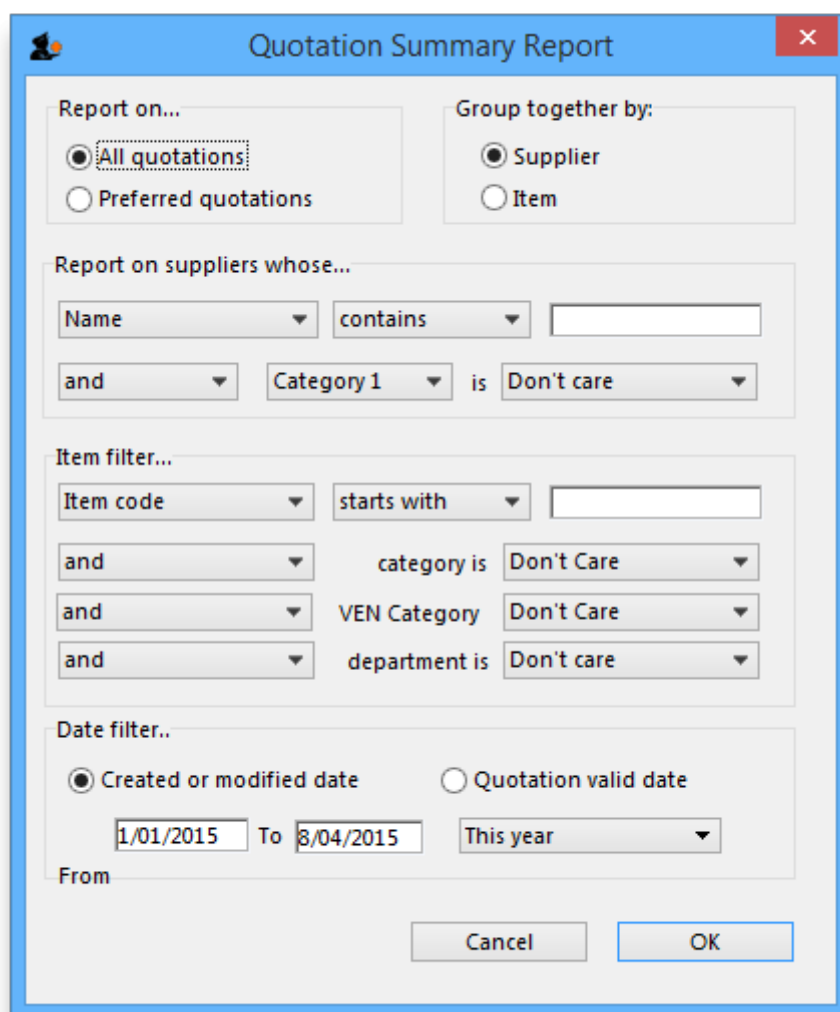 Quotation Summary Report
Report on... Group together by:
All quotations Supplier
Preferred quotations Item
Report on suppliers whose...
Name contains
and Category 1 is Don't care
Item filter...
Item code starts with
and category is Don't Care
and VEN Category Don't Care
and department is Don't care
Date filter..
Created or modified date Quotation valid date
1/01/2015 To 8/04/2015 This year
From
Cancel OK